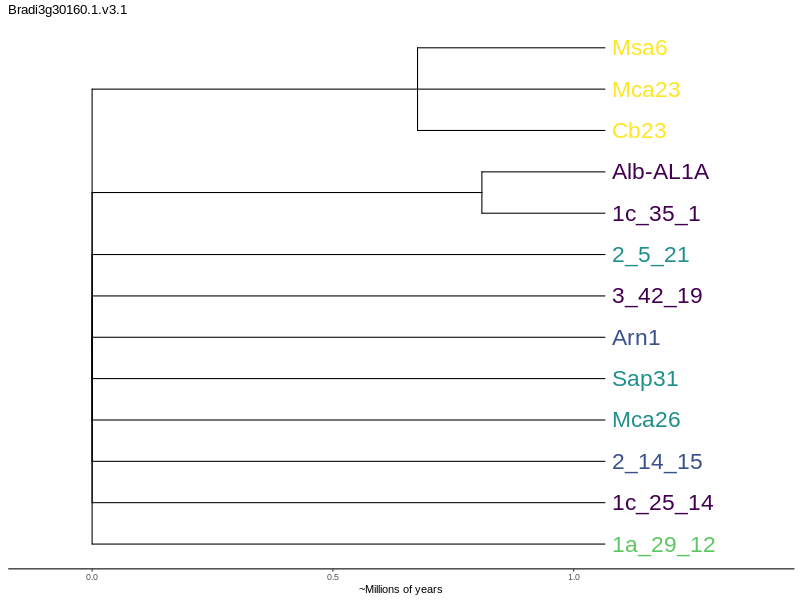 Bradi3g30160.1.v3.1
Msa6
Mca23
Cb23
Alb-AL1A
1c_35_1
2_5_21
3_42_19
Arn1
Sap31
Mca26
2_14_15
1c_25_14
1a_29_12
0.0 0.5 1.0
~Millions of years